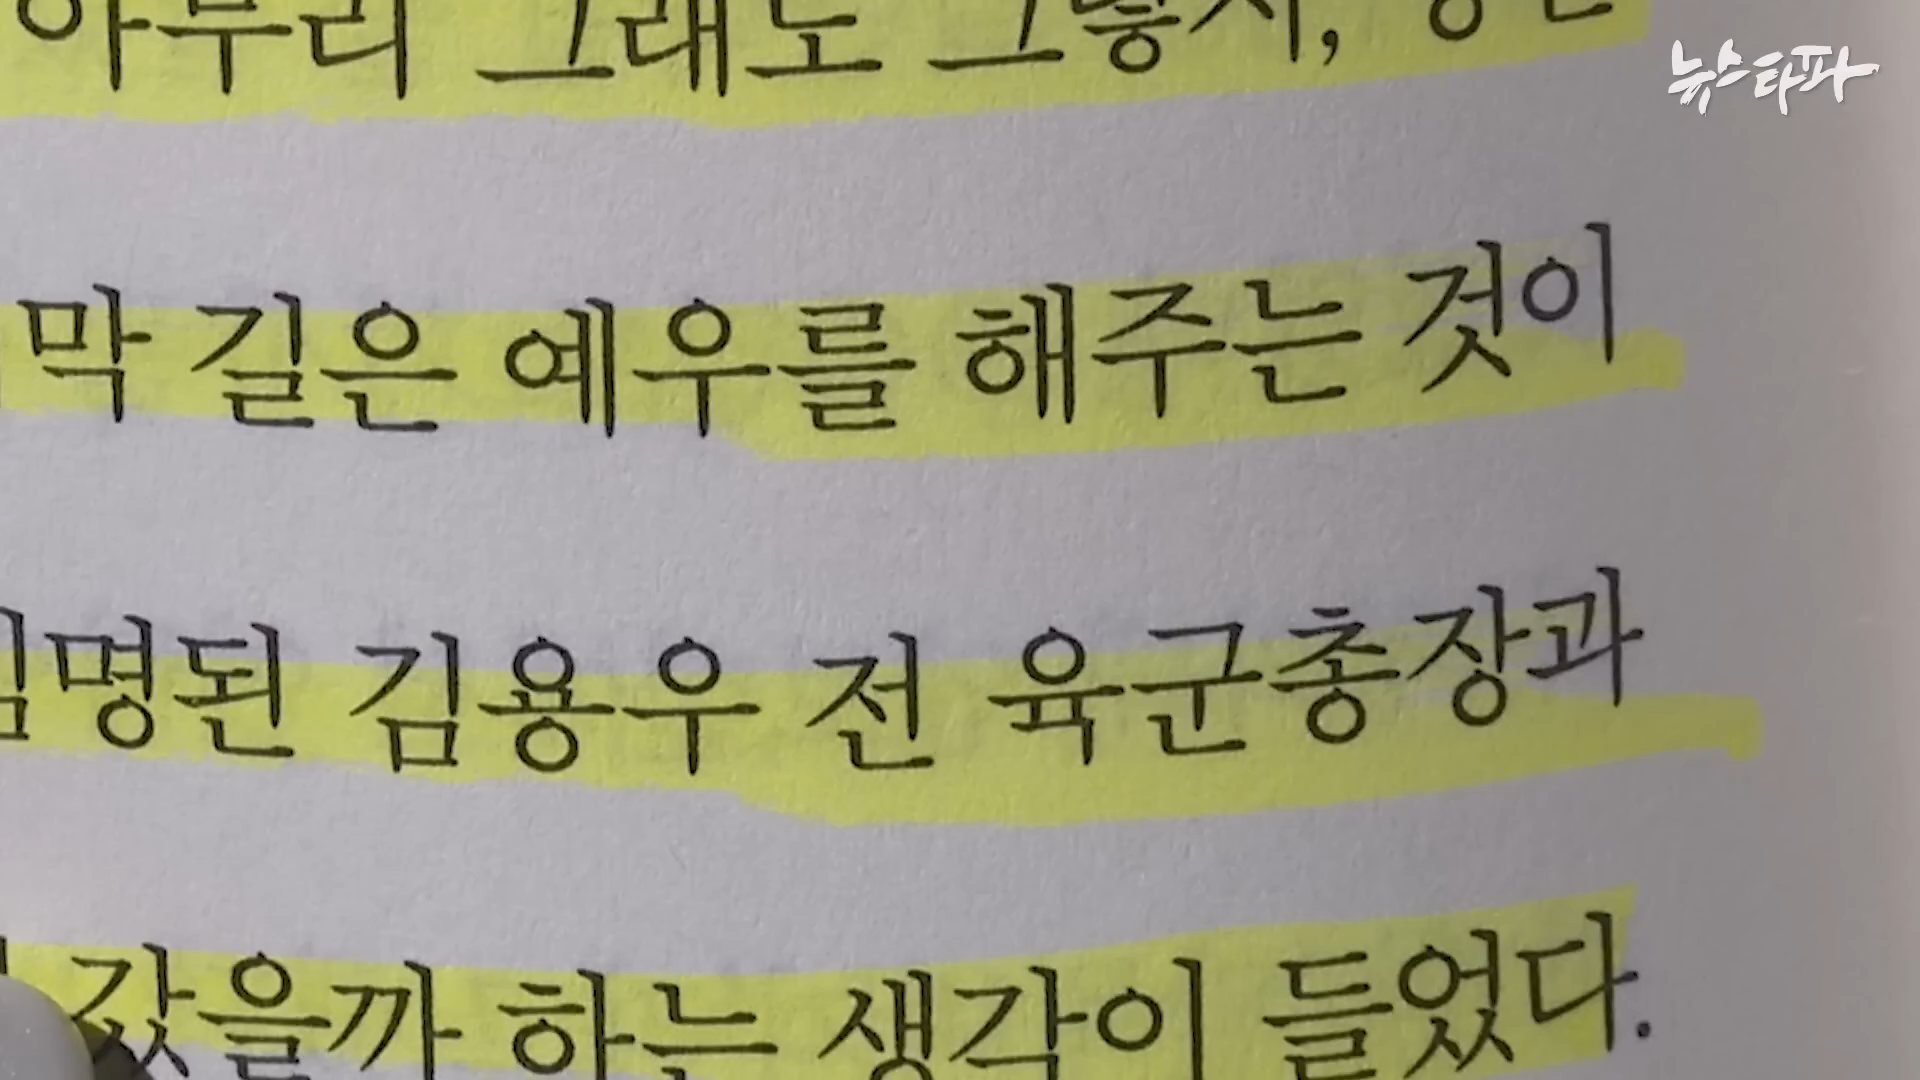 아무리 그래도 그렇지,
뉴스타파
막 길은 예우를 해주는 것이
임명된 김용우 전 육군총장과
갔을까 하는 생각이 들었다.